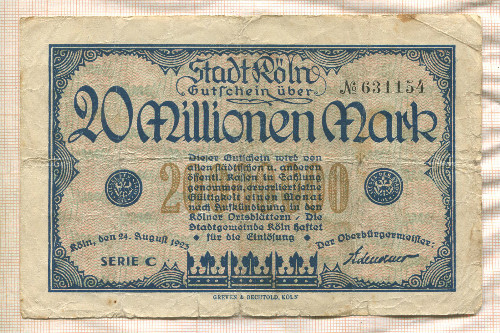 Stadt Köln
Gutschein über
№ 631154
20 Millionen Mark
Dieser Gutschein wird von
allen städtischen u. anderen
öffentl. Kassen in Zahlung
genommen, er verliert seine
Gültigkeit einen Monat
nach Aufkündigung in den
Kölner Ortsblättern / Die
Stadtgemeinde Köln haftet
für die Einlösung
Köln, den 24. August 1923
Der Oberbürgermeister:
SERIE C
Adenauer
GREVEN & BECHTOLD, KÖLN